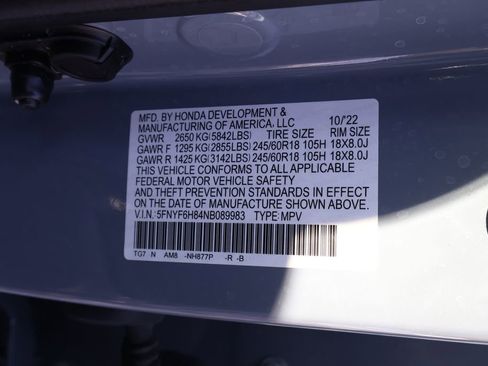 MFD. BY HONDA DEVELOPMENT & 10/'22
MANUFACTURING OF AMERICA, LLC
GVWR 2650 KG(5842LBS) TIRE SIZE RIM SIZE
GAWR F 1295 KG(2855LBS) 245/60R18 105H 18X8.0J
GAWR R 1425 KG(3142LBS) 245/60R18 105H 18X8.0J
THIS VEHICLE CONFORMS TO ALL APPLICABLE
FEDERAL MOTOR VEHICLE SAFETY
AND THEFT PREVENTION STANDARDS IN EFFECT
ON THE DATE OF MANUFACTURE SHOWN ABOVE.
V.I.N.:5FNYF6H84NB089983 TYPE:MPV
TG7 N AM8 -NH877P. -R -B